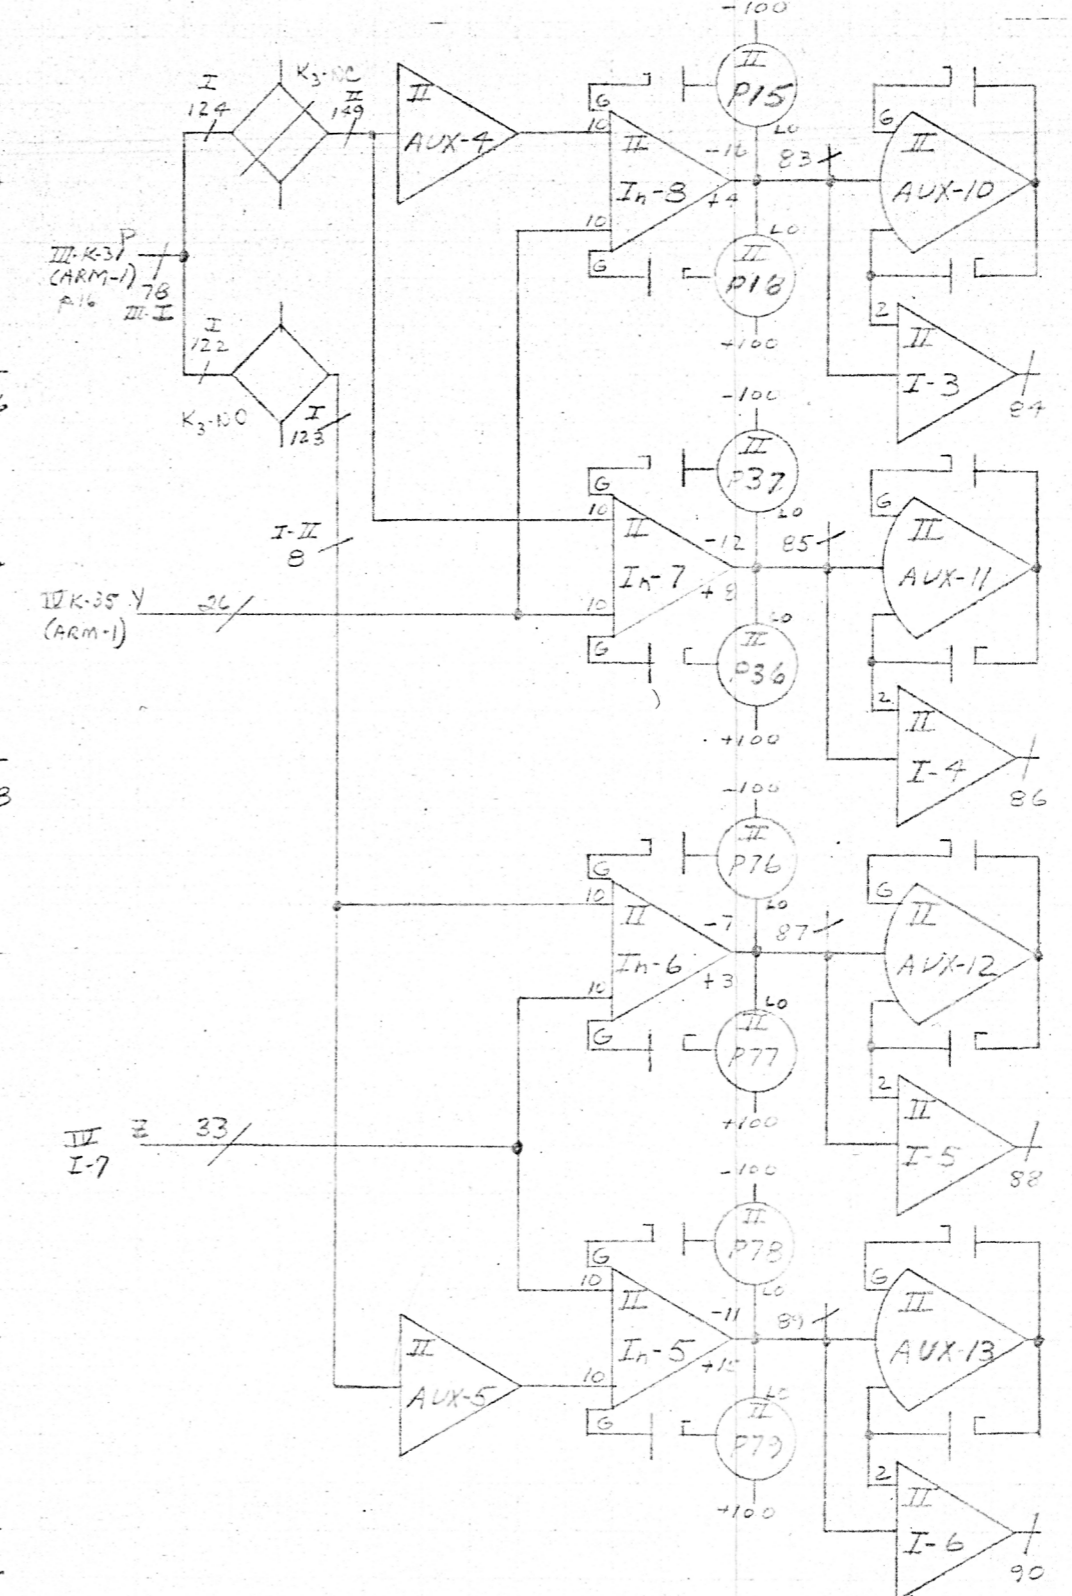 -100
II
P15
I
124
K3-NC
II
149
II
AUX-4
G
10
II
In-8
-16
+4
LO
83
G
II
AUX-10
10
G
LO
II
P18
+100
III-K-3 P
(ARM-1) 78
P16
III-I
I
122
K3-NO
I
123
2
II
I-3
84
-100
II
P37
G
10
II
In-7
-12
+8
LO
85
G
II
AUX-11
I-II
8
IV K-35 Y
(ARM-1)
26
10
G
LO
II
P36
+100
2
II
I-4
86
-100
II
P76
G
10
II
In-6
-7
+3
LO
87
G
II
AUX-12
10
G
LO
II
P77
+100
IV
I-7
Z
33
2
II
I-5
88
-100
II
P78
G
10
II
In-5
-11
LO
89
G
II
AUX-13
II
AUX-5
10
G
LO
II
P79
+100
2
II
I-6
90